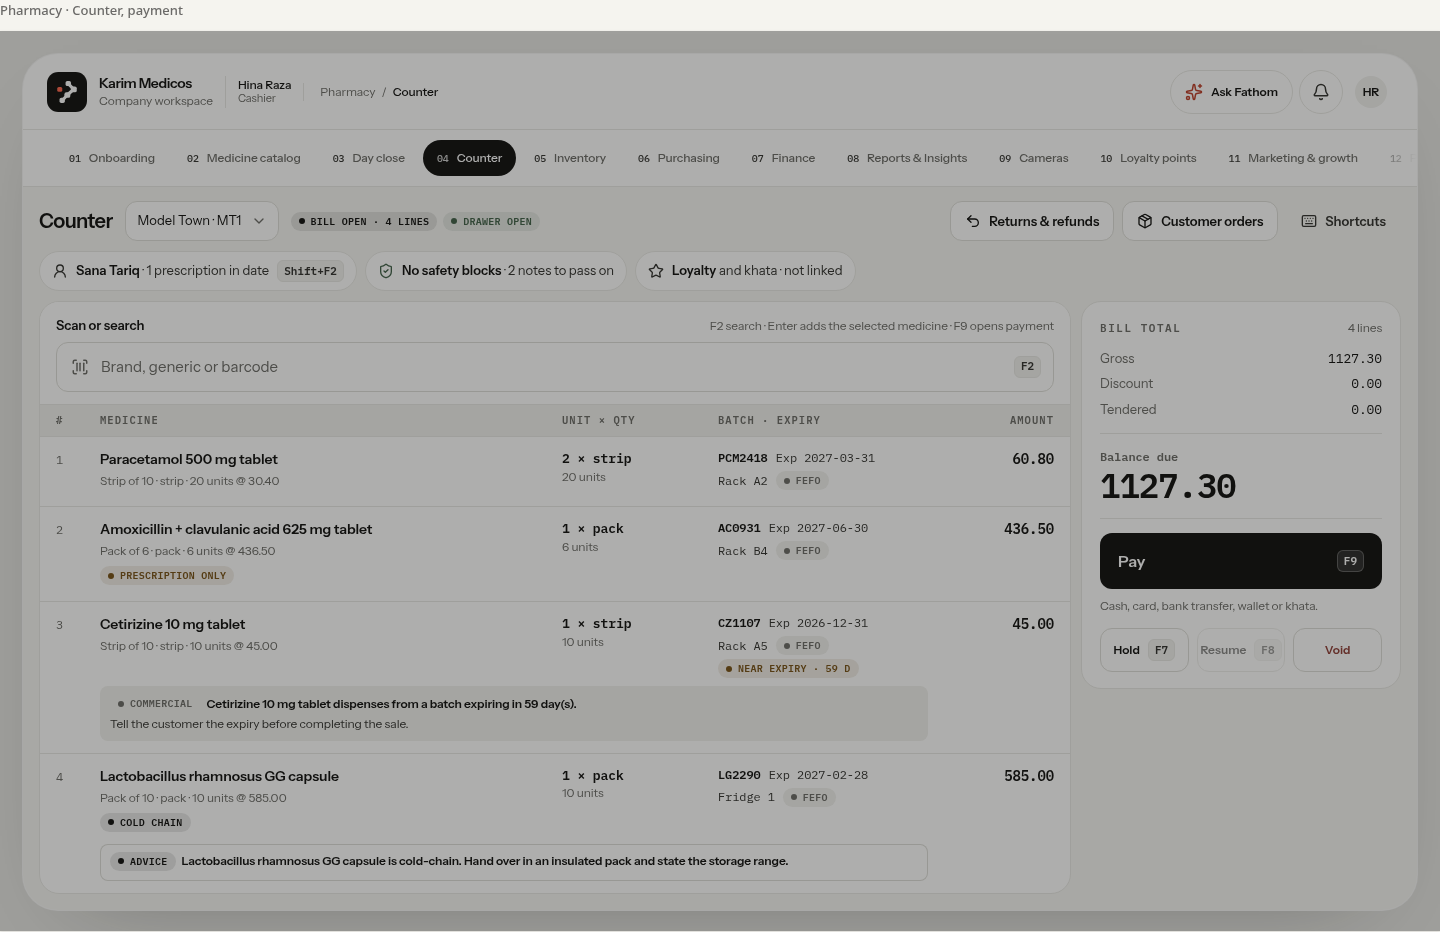 Pharmacy · Counter, payment
Karim Medicos
Company workspace
Hina Raza
Cashier
Pharmacy / Counter
Ask Fathom
HR
01 Onboarding
02 Medicine catalog
03 Day close
04 Counter
05 Inventory
06 Purchasing
07 Finance
08 Reports & Insights
09 Cameras
10 Loyalty points
11 Marketing & growth
12
Counter
Model Town · MT1
BILL OPEN · 4 LINES
DRAWER OPEN
Returns & refunds
Customer orders
Shortcuts
Sana Tariq · 1 prescription in date Shift+F2
No safety blocks · 2 notes to pass on
Loyalty and khata · not linked
Scan or search
F2 search · Enter adds the selected medicine · F9 opens payment
Brand, generic or barcode F2
# MEDICINE UNIT × QTY BATCH · EXPIRY AMOUNT
1 Paracetamol 500 mg tablet 2 × strip PCM2418 Exp 2027-03-31 60.80
Strip of 10 · strip · 20 units @ 30.40 20 units Rack A2 FEFO
2 Amoxicillin + clavulanic acid 625 mg tablet 1 × pack AC0931 Exp 2027-06-30 436.50
Pack of 6 · pack · 6 units @ 436.50 6 units Rack B4 FEFO
PRESCRIPTION ONLY
3 Cetirizine 10 mg tablet 1 × strip CZ1107 Exp 2026-12-31 45.00
Strip of 10 · strip · 10 units @ 45.00 10 units Rack A5 FEFO
NEAR EXPIRY · 59 D
COMMERCIAL Cetirizine 10 mg tablet dispenses from a batch expiring in 59 day(s).
Tell the customer the expiry before completing the sale.
4 Lactobacillus rhamnosus GG capsule 1 × pack LG2290 Exp 2027-02-28 585.00
Pack of 10 · pack · 10 units @ 585.00 10 units Fridge 1 FEFO
COLD CHAIN
ADVICE Lactobacillus rhamnosus GG capsule is cold-chain. Hand over in an insulated pack and state the storage range.
BILL TOTAL 4 lines
Gross 1127.30
Discount 0.00
Tendered 0.00
Balance due
1127.30
Pay F9
Cash, card, bank transfer, wallet or khata.
Hold F7
Resume F8
Void